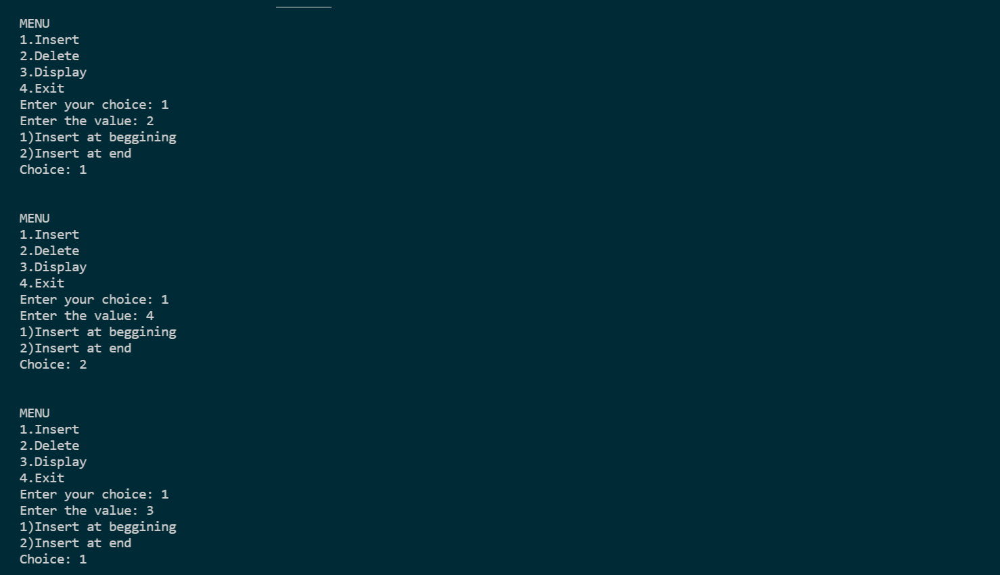 MENU
1.Insert
2.Delete
3.Display
4.Exit
Enter your choice: 1
Enter the value: 2
1)Insert at beggining
2)Insert at end
Choice: 1
MENU
1.Insert
2.Delete
3.Display
4.Exit
Enter your choice: 1
Enter the value: 4
1)Insert at beggining
2)Insert at end
Choice: 2
MENU
1.Insert
2.Delete
3.Display
4.Exit
Enter your choice: 1
Enter the value: 3
1)Insert at beggining
2)Insert at end
Choice: 1